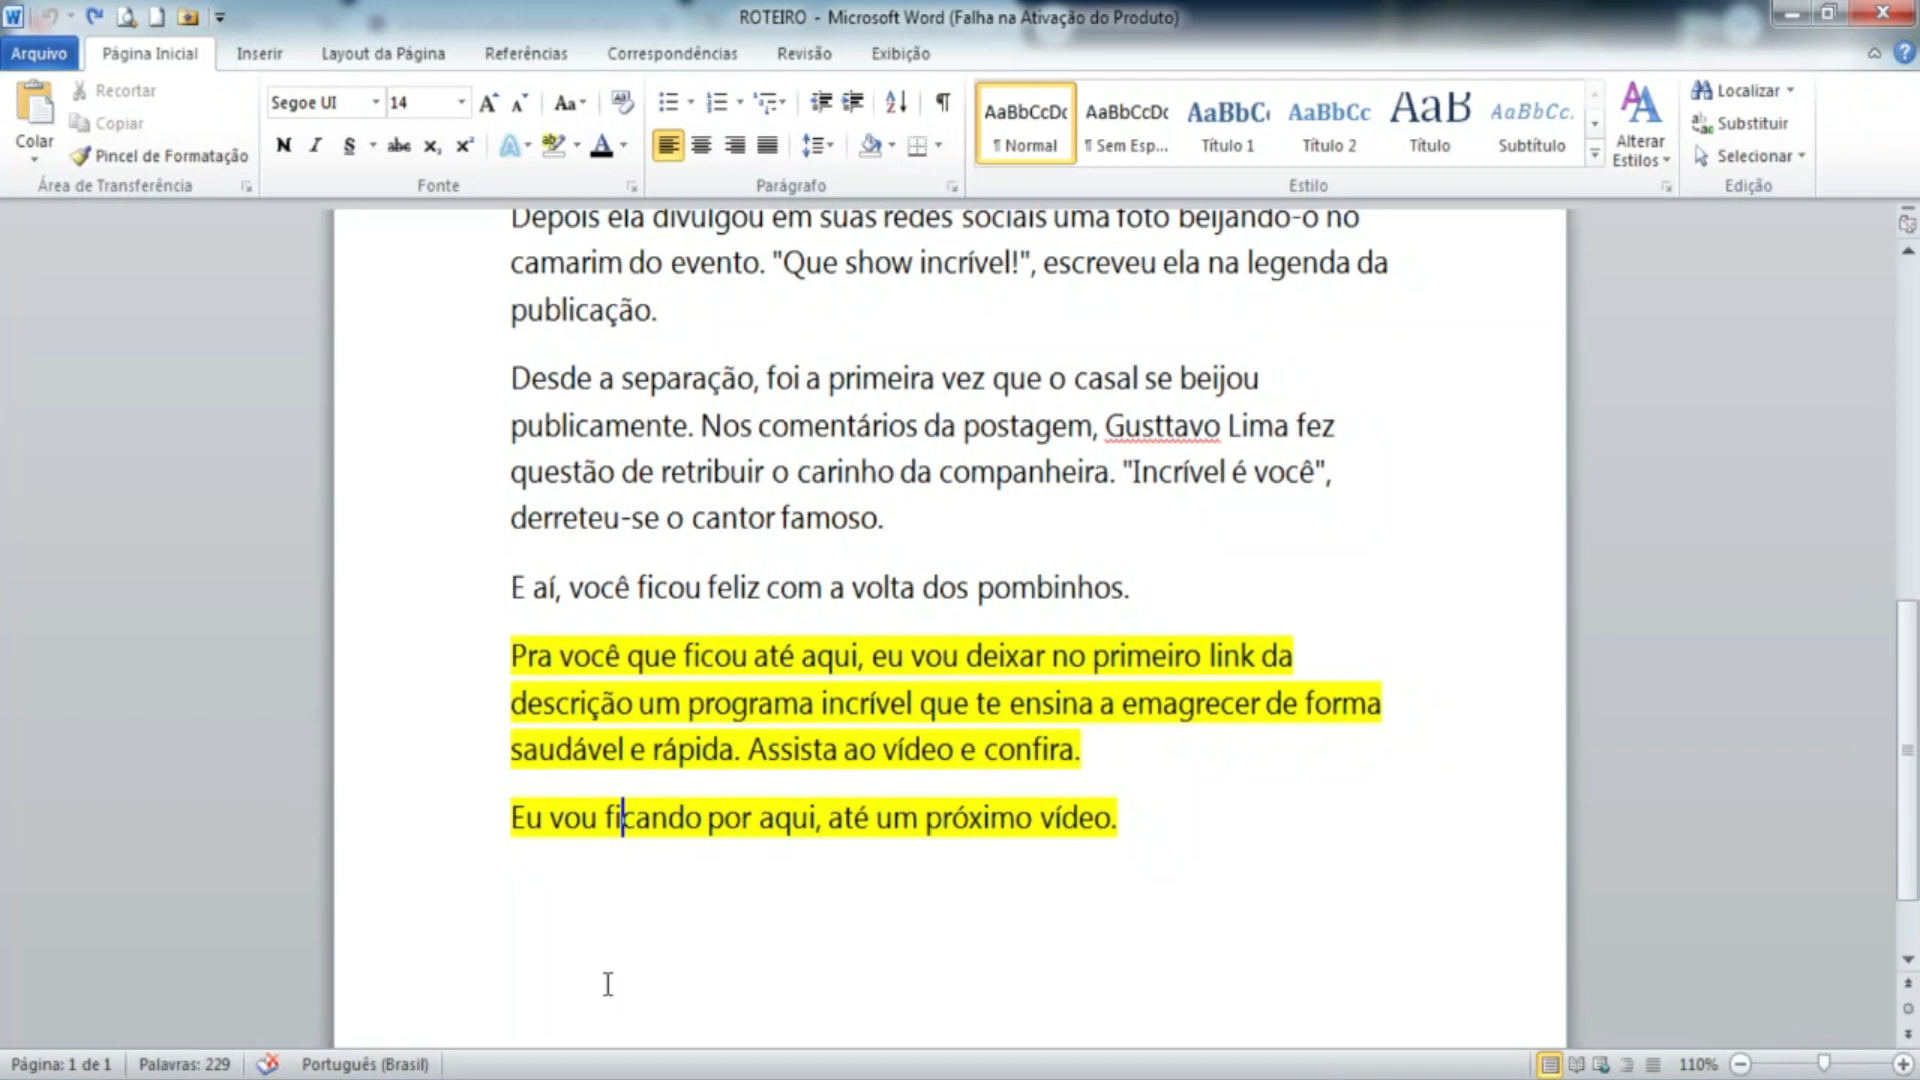 ROTEIRO - Microsoft Word (Falha na Ativação do Produto)
Arquivo Página Inicial Inserir Layout da Página Referências Correspondências Revisão Exibição
Colar
Recortar
Copiar
Pincel de Formatação
Área de Transferência
Segoe UI 14
N I S abc x₂ x²
Fonte
Parágrafo
AaBbCcDc AaBbCcDc AaBbC AaBbCc AaB AaBbCc.
¶ Normal ¶ Sem Esp... Título 1 Título 2 Título Subtítulo
Alterar Estilos
Estilo
Localizar
Substituir
Selecionar
Edição
Depois ela divulgou em suas redes sociais uma foto beijando-o no
camarim do evento. "Que show incrível!", escreveu ela na legenda da
publicação.
Desde a separação, foi a primeira vez que o casal se beijou
publicamente. Nos comentários da postagem, Gusttavo Lima fez
questão de retribuir o carinho da companheira. "Incrível é você",
derreteu-se o cantor famoso.
E aí, você ficou feliz com a volta dos pombinhos.
Pra você que ficou até aqui, eu vou deixar no primeiro link da
descrição um programa incrível que te ensina a emagrecer de forma
saudável e rápida. Assista ao vídeo e confira.
Eu vou ficando por aqui, até um próximo vídeo.
Página: 1 de 1 Palavras: 229 Português (Brasil) 110%